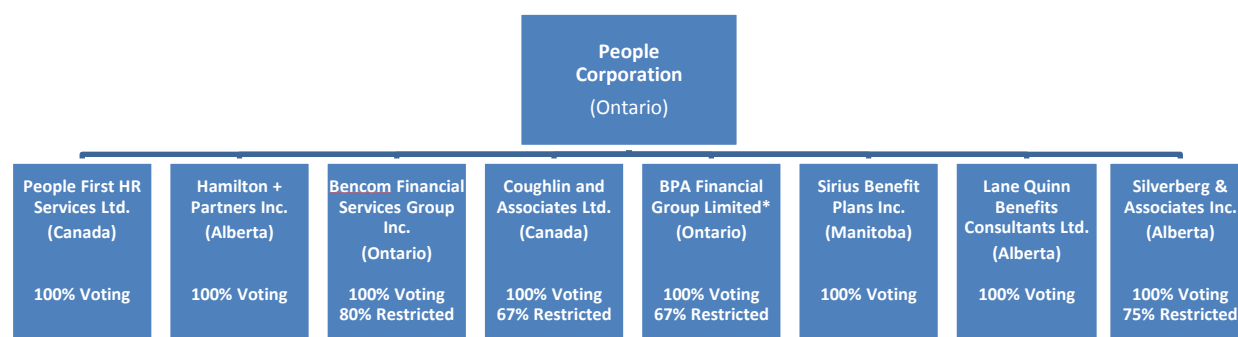 People
Corporation
(Ontario)
People First HR
Services Ltd.
(Canada)
100% Voting
Hamilton +
Partners Inc.
(Alberta)
100% Voting
Bencom Financial
Services Group
Inc.
(Ontario)
100% Voting
80% Restricted
Coughlin and
Associates Ltd.
(Canada)
100% Voting
67% Restricted
BPA Financial
Group Limited*
(Ontario)
100% Voting
67% Restricted
Sirius Benefit
Plans Inc.
(Manitoba)
100% Voting
Lane Quinn
Benefits
Consultants Ltd.
(Alberta)
100% Voting
Silverberg &
Associates Inc.
(Alberta)
100% Voting
75% Restricted